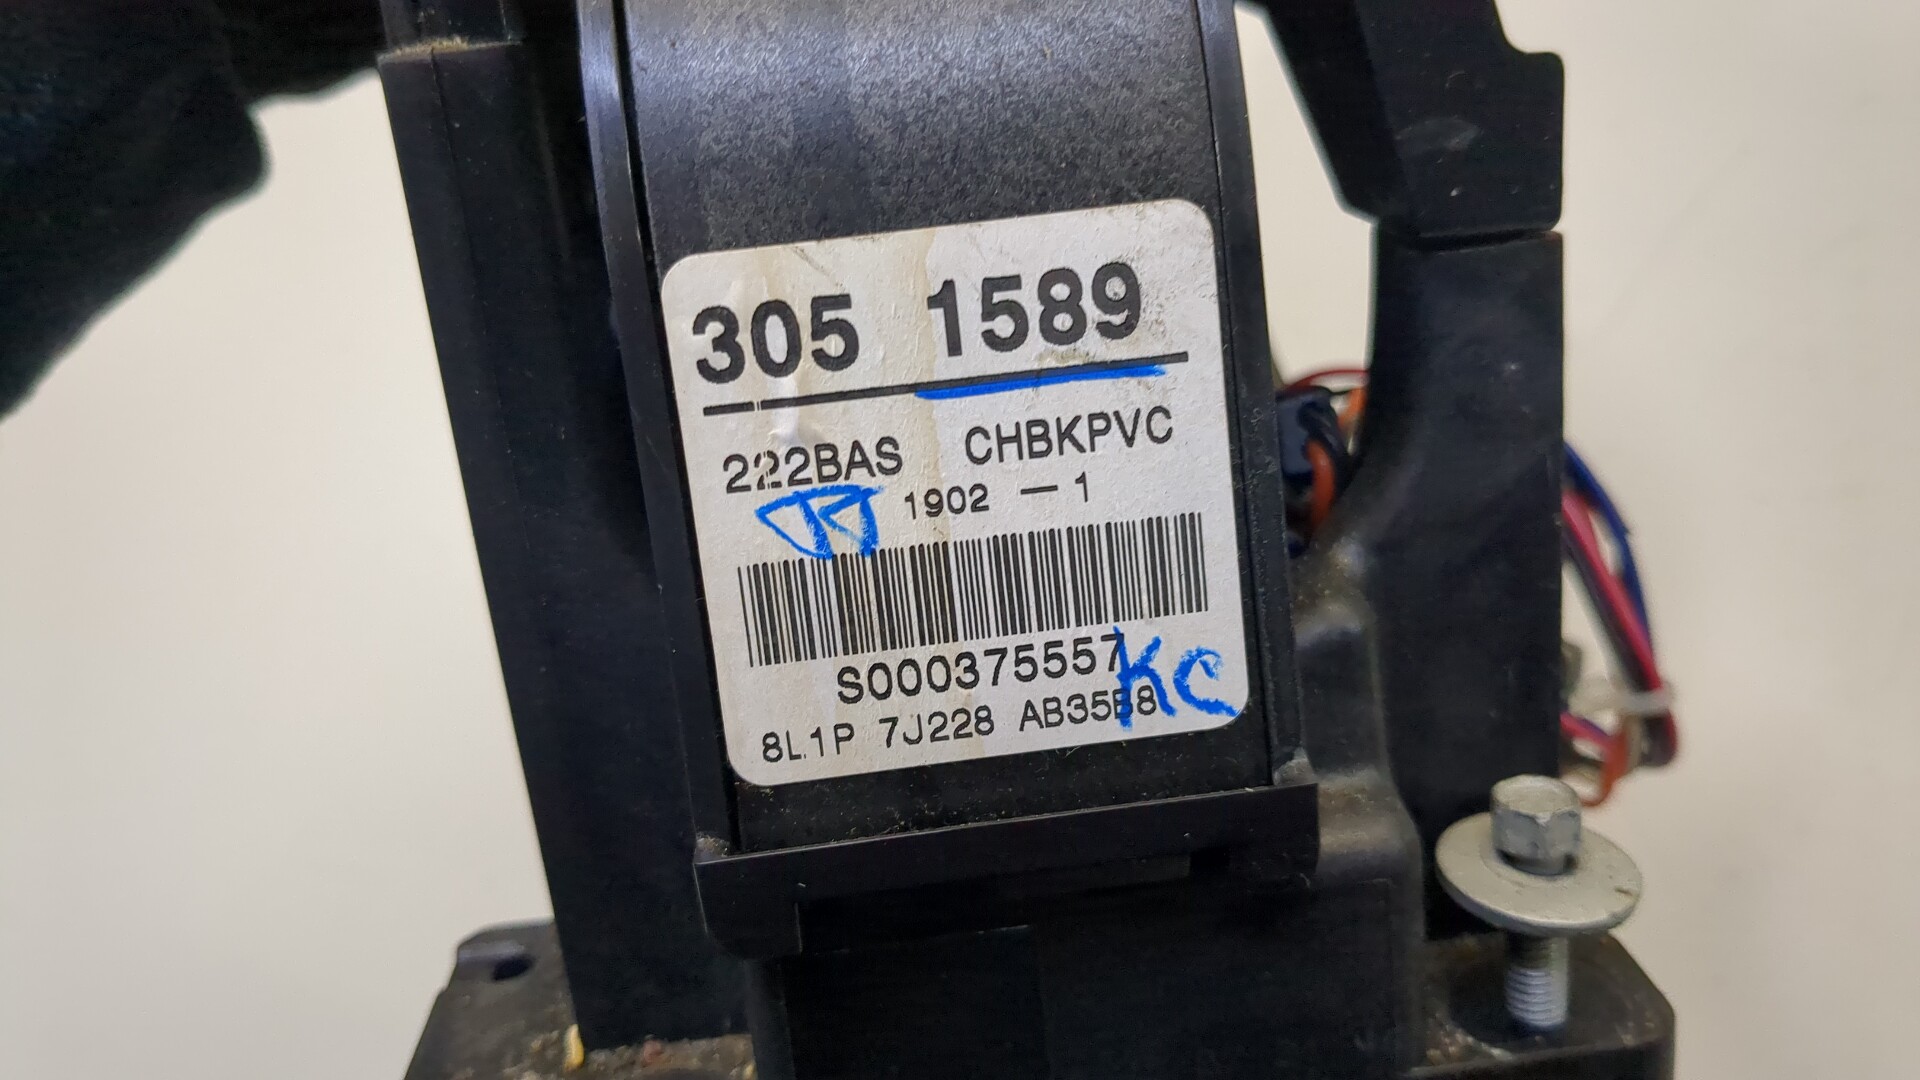 305 1589
222BAS CHBKPVC
1902 — 1
S000375557
KC
8L1P 7J228 AB35B8